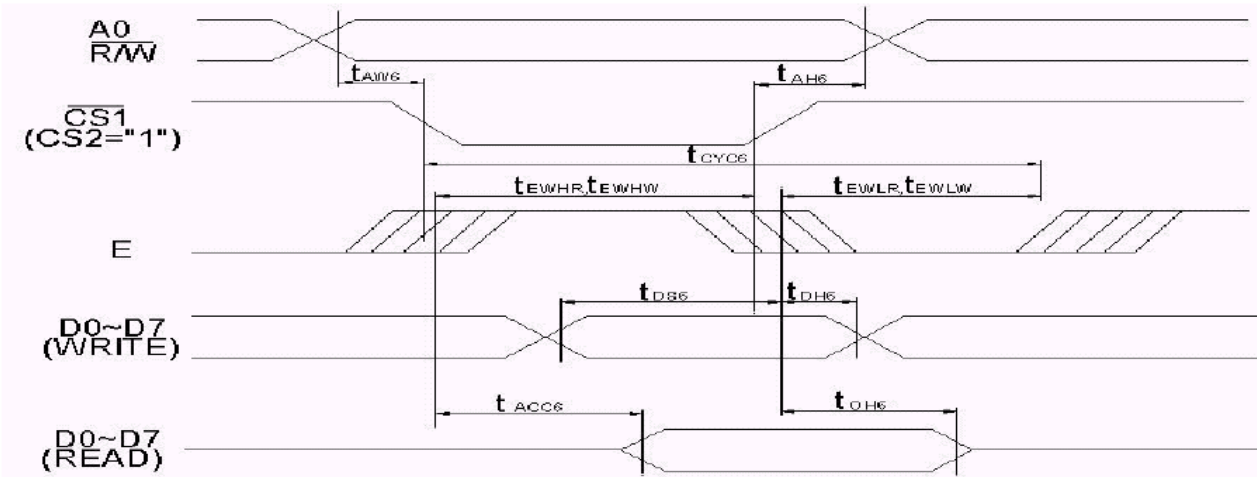 A0
R/W
tAW6
tAH6
CS1
(CS2="1")
tCYC6
tEWHR,tEWHW
tEWLR,tEWLW
E
tDS6
tDH6
D0~D7
(WRITE)
tACC6
tOH6
D0~D7
(READ)